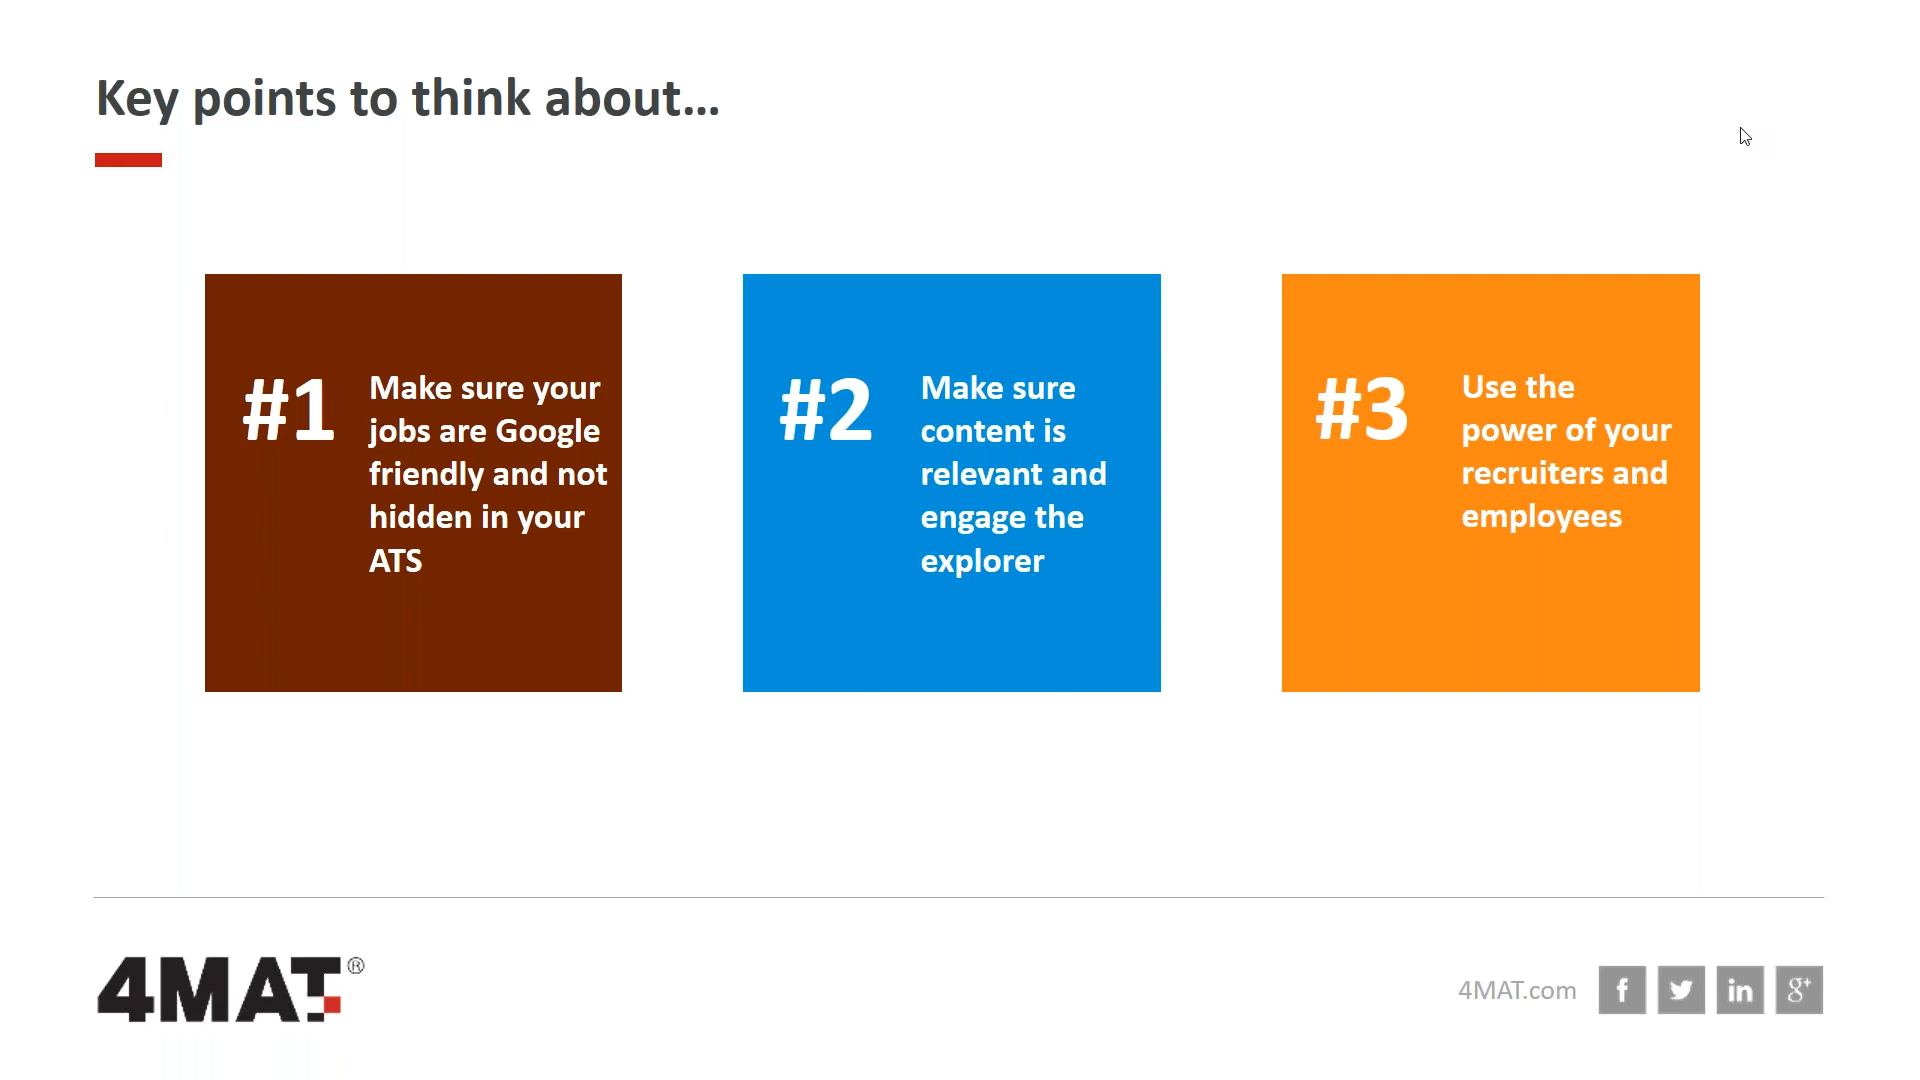 Key points to think about...
#1
Make sure your
jobs are Google
friendly and not
hidden in your
ATS
#2
Make sure
content is
relevant and
engage the
explorer
#3
Use the
power of your
recruiters and
employees
4MAT®
4MAT.com
f
in
g+